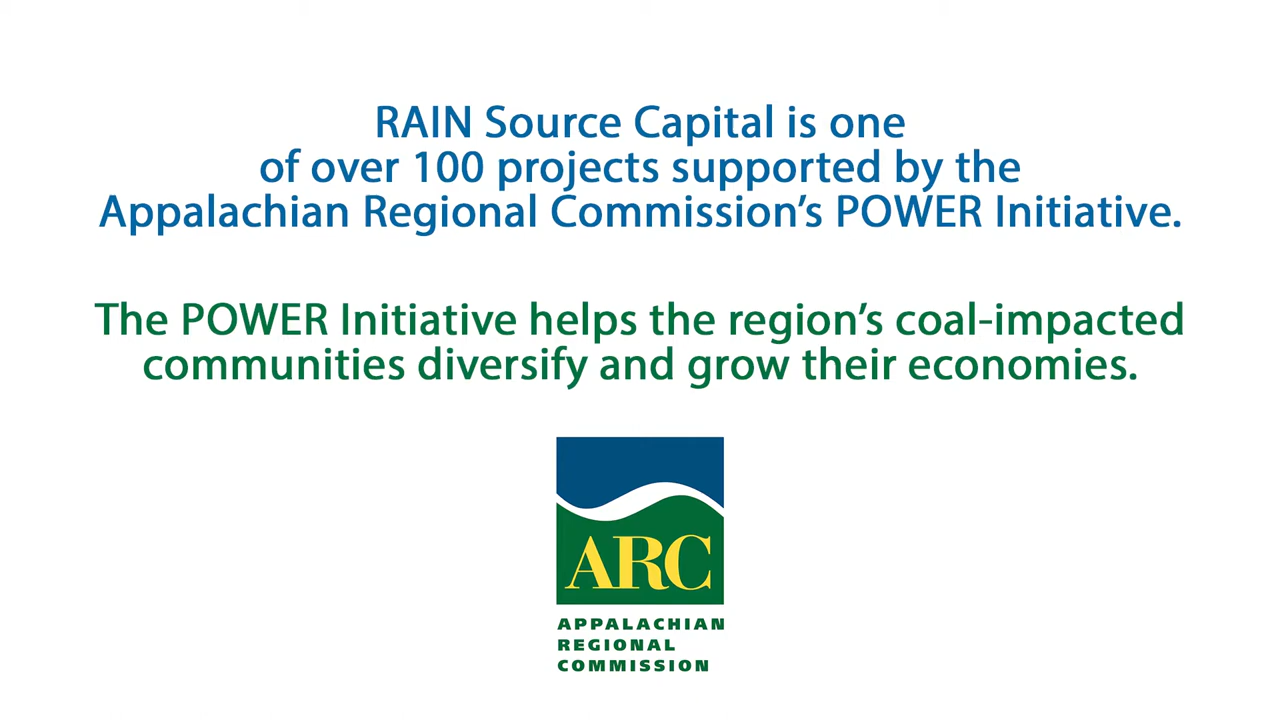 RAIN Source Capital is one
of over 100 projects supported by the
Appalachian Regional Commission’s POWER Initiative.
The POWER Initiative helps the region’s coal-impacted
communities diversify and grow their economies.
ARC
APPALACHIAN
REGIONAL
COMMISSION